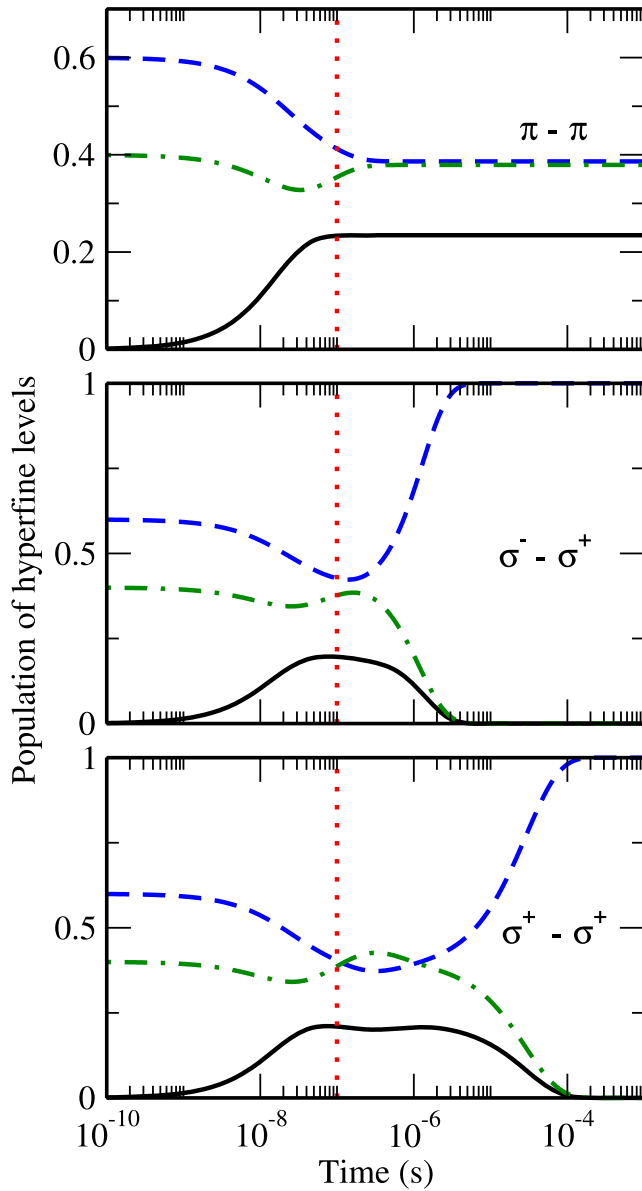 0.6
0.4
0.2
0
π - π
1
0.5
0
σ⁻ - σ⁺
1
0.5
0
σ⁺ - σ⁺
10⁻¹⁰ 10⁻⁸ 10⁻⁶ 10⁻⁴
Time (s)
Population of hyperfine levels